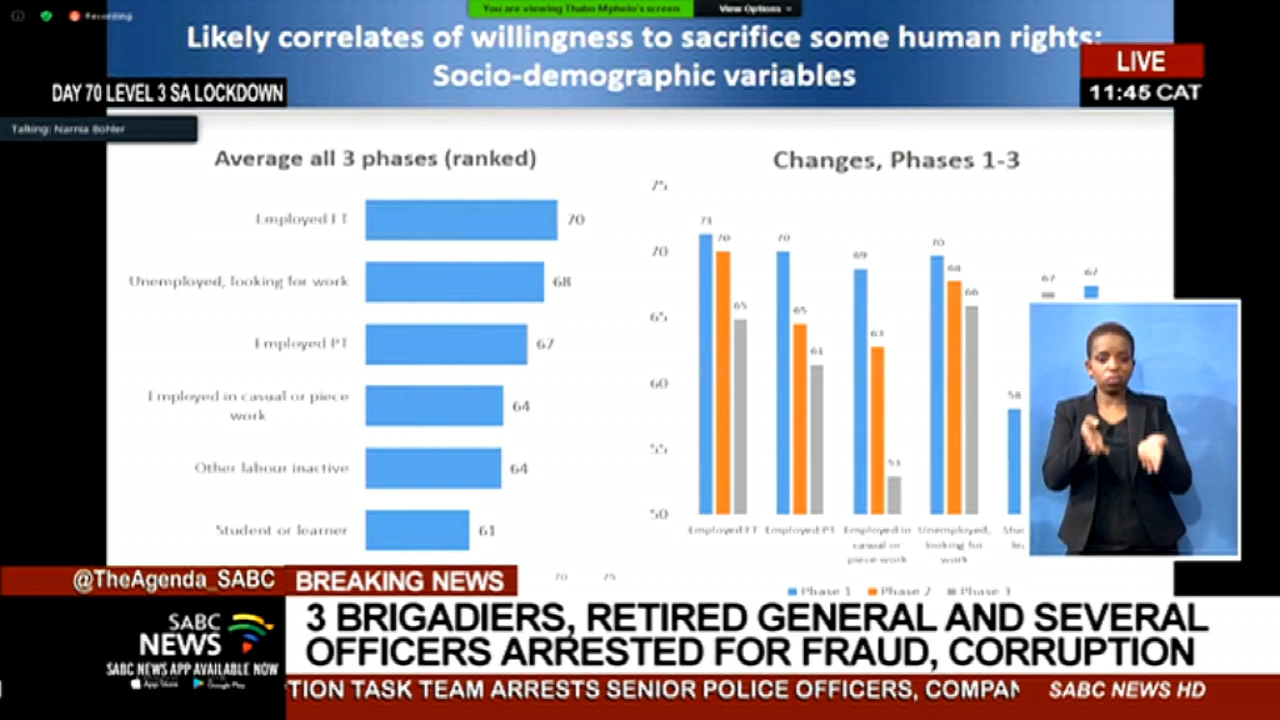 Recording
You are viewing Thabo Mphelo's screen
View Options
Likely correlates of willingness to sacrifice some human rights:
Socio-demographic variables
LIVE
11:45 CAT
DAY 70 LEVEL 3 SA LOCKDOWN
Talking: Narnia Bohler
Average all 3 phases (ranked)
Employed FT 70
Unemployed, looking for work 68
Employed PT 67
Employed in casual or piece
work
64
Other labour inactive 64
Student or learner 61
70 75
Changes, Phases 1-3
75
70
65
60
55
50
71 70 65
70 65 61
69 63 53
70 68 66
58 67 67
Employed FT
Employed PT
Employed in
casual or
piece work
Unemployed,
looking for
work
Phase 1 Phase 2 Phase 3
@TheAgenda_SABC
BREAKING NEWS
3 BRIGADIERS, RETIRED GENERAL AND SEVERAL
OFFICERS ARRESTED FOR FRAUD, CORRUPTION
SABC
NEWS
SABC NEWS APP AVAILABLE NOW
App Store Google Play
TION TASK TEAM ARRESTS SENIOR POLICE OFFICERS, COMPAN
SABC NEWS HD